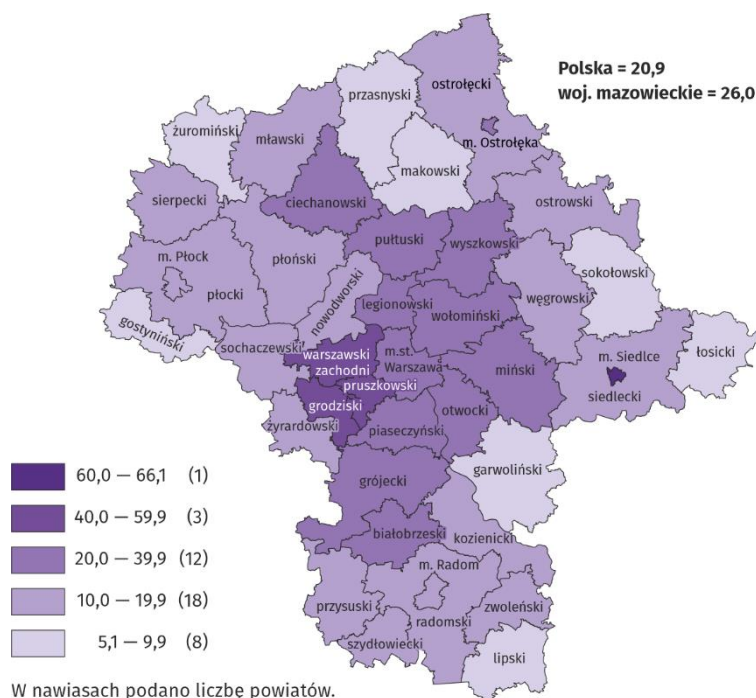 Polska = 20,9
woj. mazowieckie = 26,0
ostrołęcki
przasnyski
żuromiński
mławski
m. Ostrołęka
makowski
sierpecki
ciechanowski
ostrowski
pułtuski
wyszkowski
m. Płock
płoński
sokołowski
nowodworski
węgrowski
płocki
legionowski
gostyniński
wołomiński
sochaczewski
łosicki
warszawski
zachodni
m.st.
Warszawa
m. Siedlce
miński
pruszkowski
siedlecki
grodziski
otwocki
żyrardowski
piaseczyński
garwoliński
grójecki
białobrzeski
kozienicki
m. Radom
przysuski
zwoleński
radomski
szydłowiecki
lipski
60,0 — 66,1 (1)
40,0 — 59,9 (3)
20,0 — 39,9 (12)
10,0 — 19,9 (18)
5,1 — 9,9 (8)
W nawiasach podano liczbę powiatów.